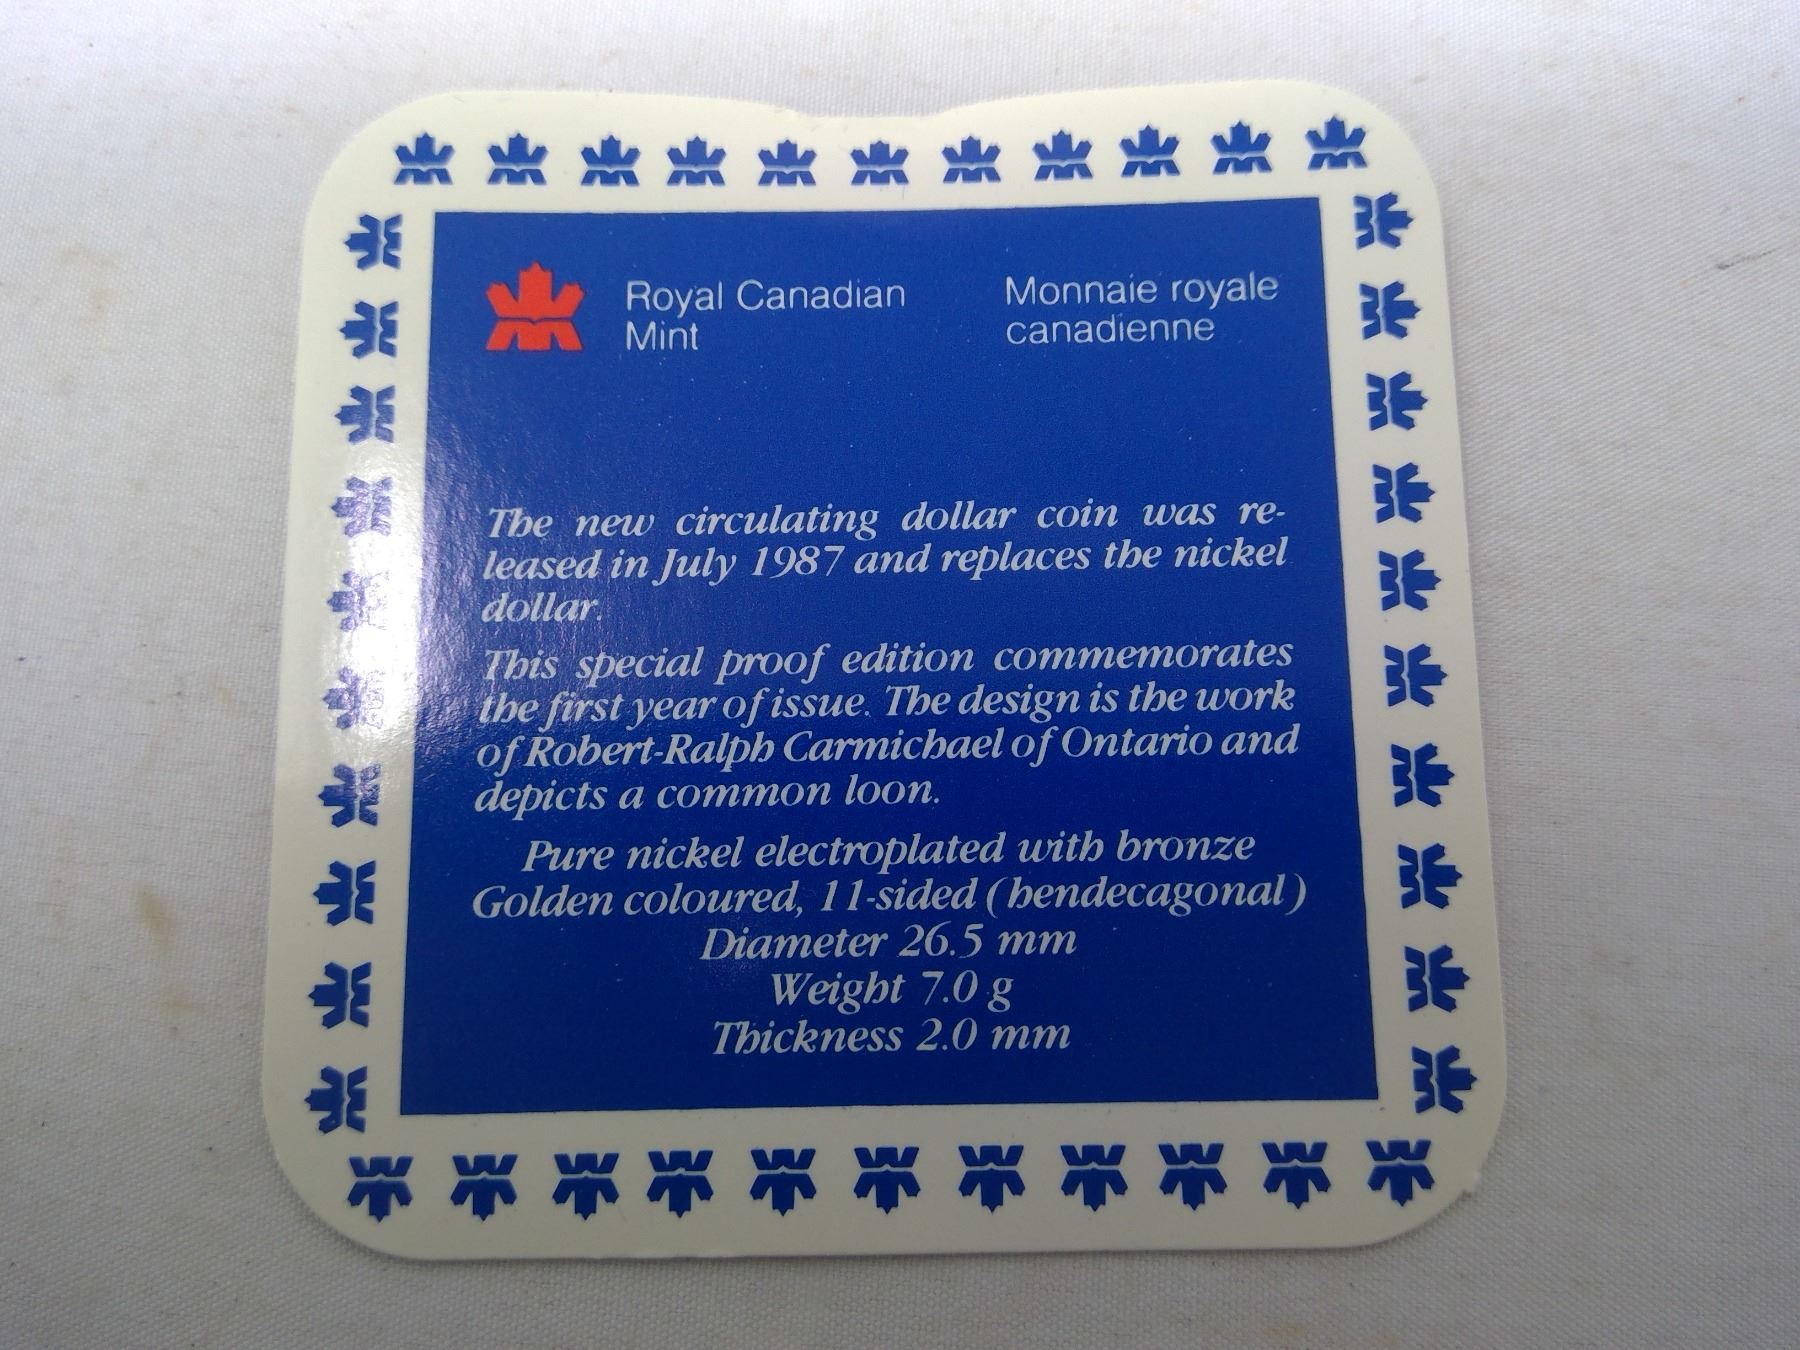 Royal Canadian
Mint
Monnaie royale
canadienne
The new circulating dollar coin was re-
leased in July 1987 and replaces the nickel
dollar.
This special proof edition commemorates
the first year of issue. The design is the work
of Robert-Ralph Carmichael of Ontario and
depicts a common loon.
Pure nickel electroplated with bronze
Golden coloured, 11-sided (hendecagonal)
Diameter 26.5 mm
Weight 7.0 g
Thickness 2.0 mm